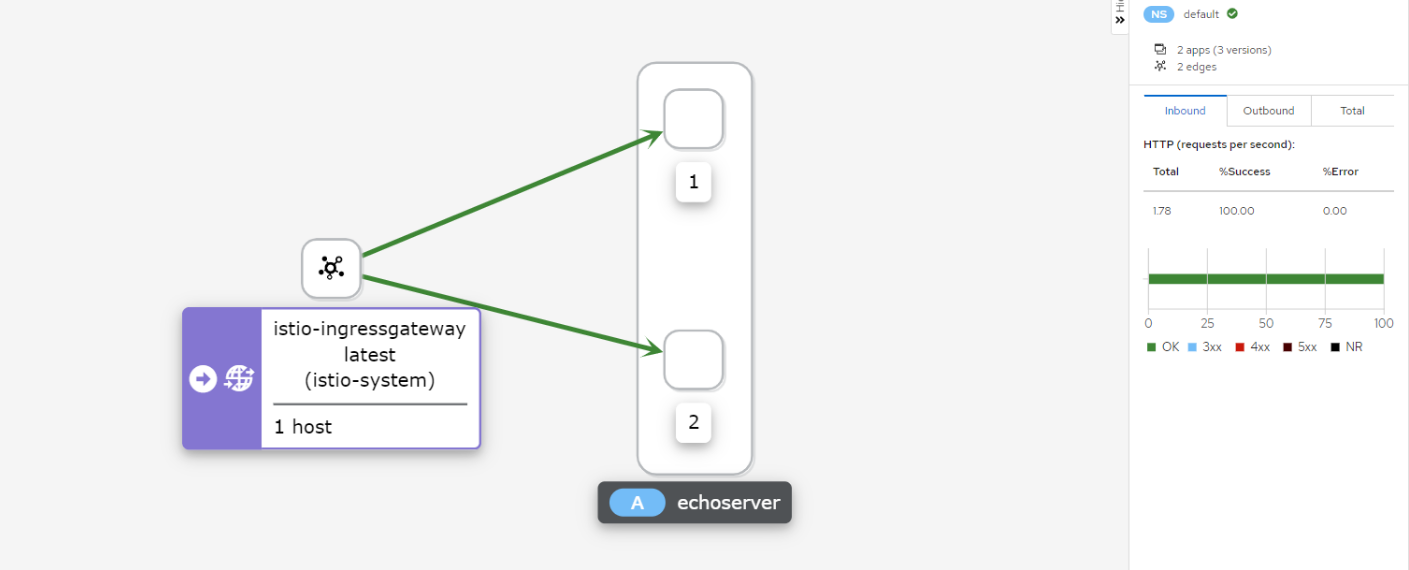 1
istio-ingressgateway
latest
(istio-system)
1 host
2
A echoserver
NS default
2 apps (3 versions)
2 edges
Inbound Outbound Total
HTTP (requests per second):
Total %Success %Error
1.78 100.00 0.00
0 25 50 75 100
OK 3xx 4xx 5xx NR